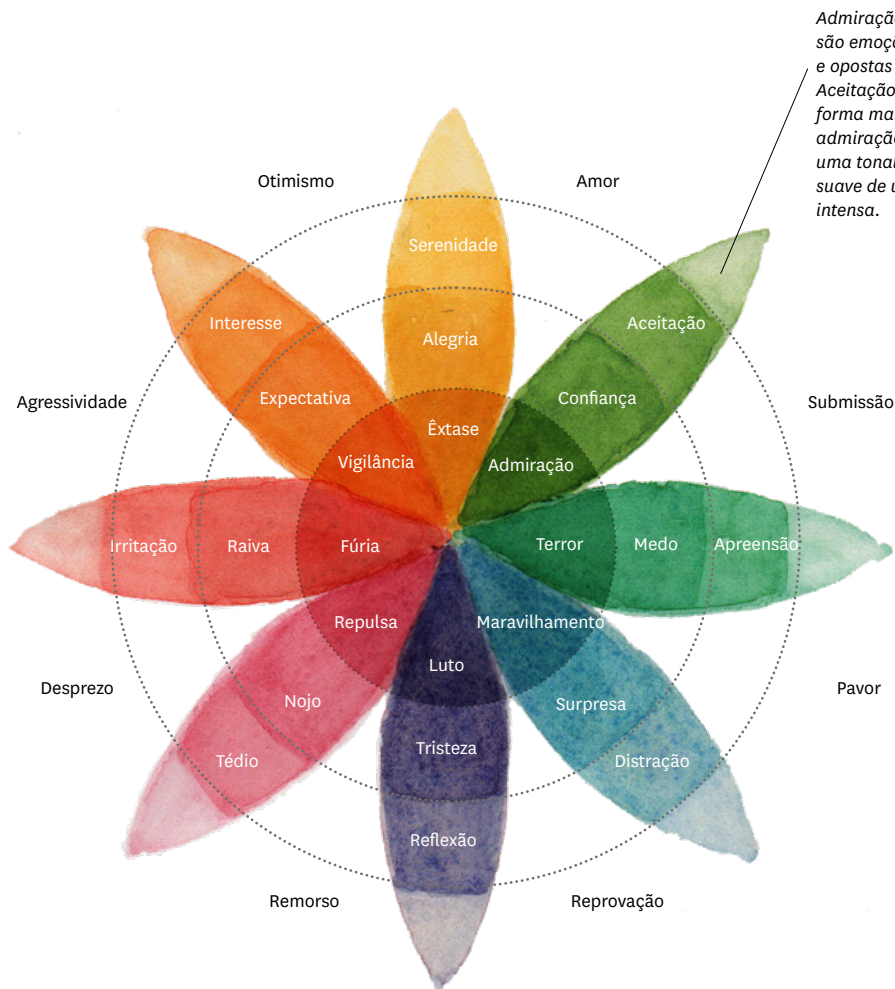 Admiração
são emoçõ
e opostas
Aceitação
forma ma
admiração
uma tonal
suave de u
intensa.
Otimismo
Amor
Serenidade
Interesse
Aceitação
Alegria
Expectativa
Confiança
Agressividade
Submissão
Êxtase
Vigilância
Admiração
Irritação
Raiva
Fúria
Terror
Medo
Apreensão
Repulsa
Maravilhamento
Luto
Desprezo
Pavor
Nojo
Surpresa
Tristeza
Tédio
Distração
Reflexão
Remorso
Reprovação